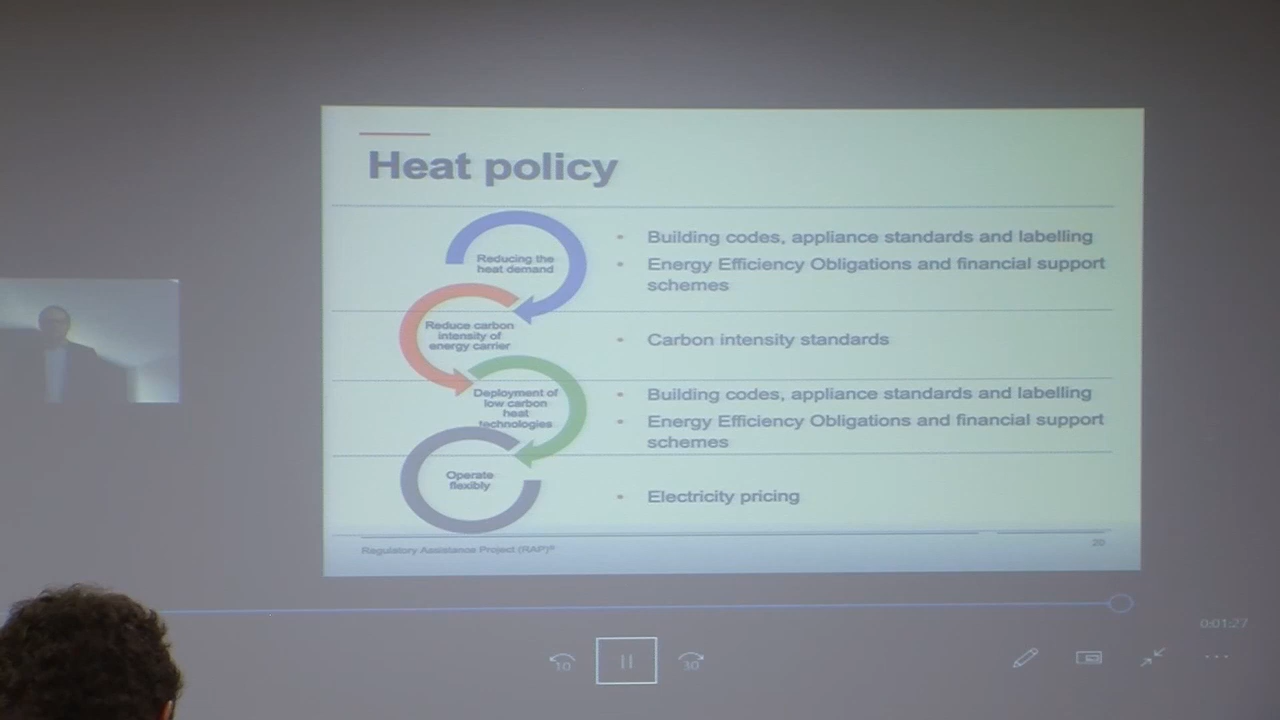 Heat policy
Reducing the
heat demand
• Building codes, appliance standards and labelling
• Energy Efficiency Obligations and financial support
schemes
Reduce carbon
intensity of
energy carrier
• Carbon intensity standards
Deployment of
low carbon
heat
technologies
• Building codes, appliance standards and labelling
• Energy Efficiency Obligations and financial support
schemes
Operate
flexibly
• Electricity pricing
Regulatory Assistance Project (RAP)®
20
0:01:27
10
30